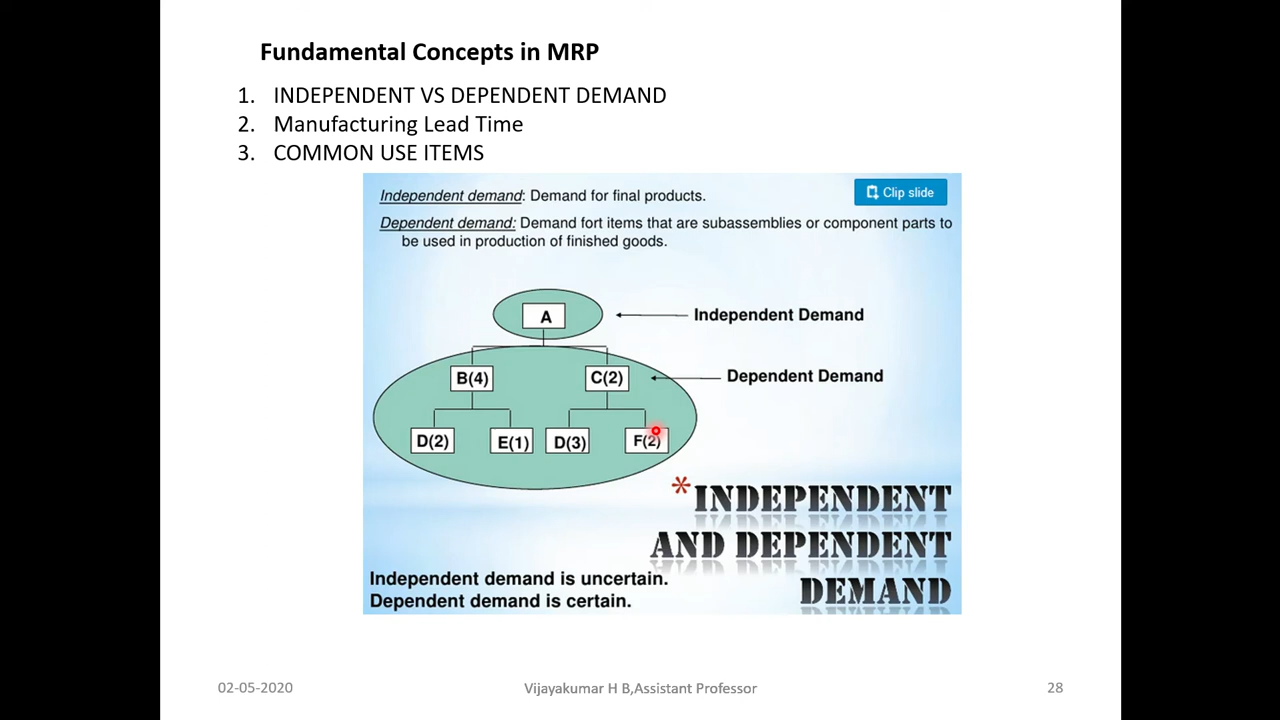 Fundamental Concepts in MRP
1. INDEPENDENT VS DEPENDENT DEMAND
2. Manufacturing Lead Time
3. COMMON USE ITEMS
Clip slide
Independent demand: Demand for final products.
Dependent demand: Demand fort items that are subassemblies or component parts to
be used in production of finished goods.
A
Independent Demand
B(4) C(2)
Dependent Demand
D(2) E(1) D(3) F(2)
*INDEPENDENT
AND DEPENDENT
DEMAND
Independent demand is uncertain.
Dependent demand is certain.
02-05-2020
Vijayakumar H B,Assistant Professor
28